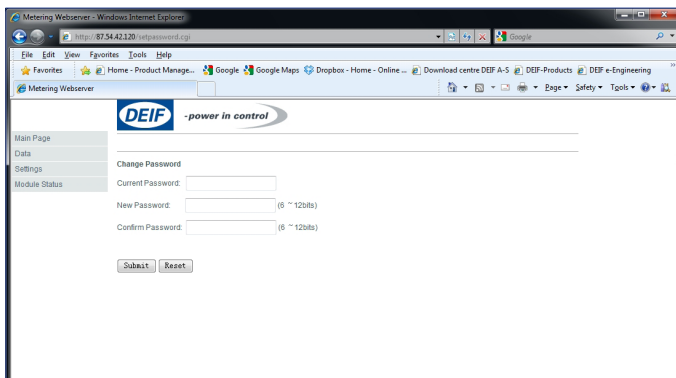 Metering Webserver - Windows Internet Explorer
http://87.54.42.120/setpassword.cgi
Google
File Edit View Favorites Tools Help
Favorites Home - Product Manage... Google Google Maps Dropbox - Home - Online ... Download centre DEIF A-S DEIF-Products DEIF e-Engineering »
Metering Webserver Page Safety Tools
DEIF -power in control
Main Page
Data
Settings
Module Status
Change Password
Current Password:
New Password: (6 ~12bits)
Confirm Password: (6 ~12bits)
Submit Reset